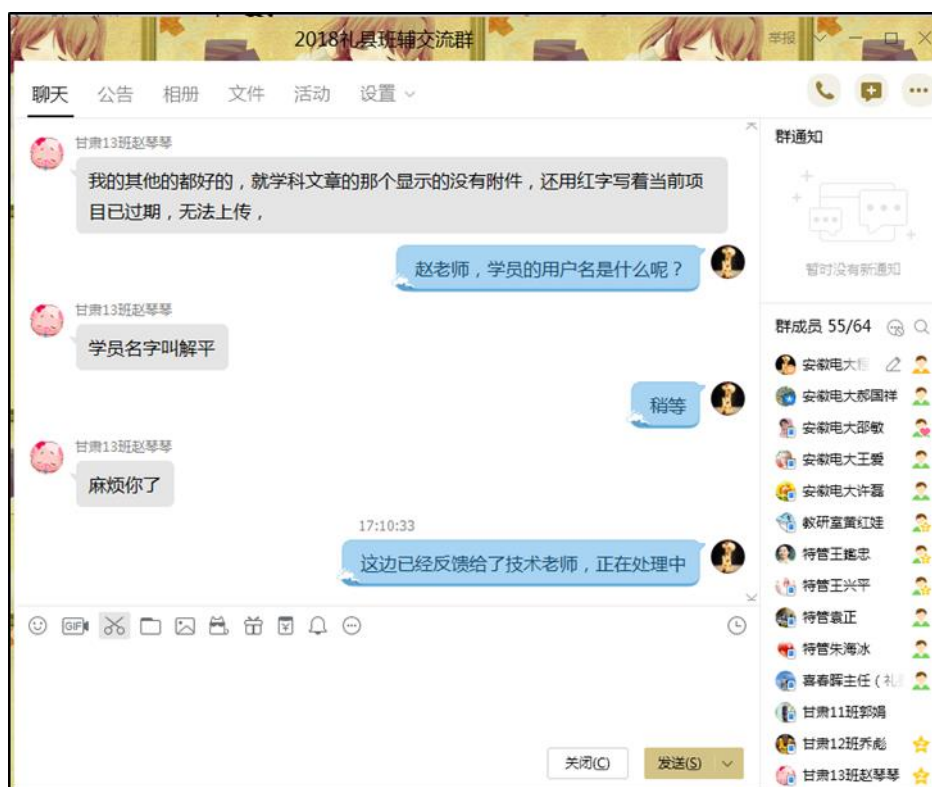 2018礼县班辅交流群
举报
聊天 公告 相册 文件 活动 设置
甘肃13班赵琴琴
我的其他的都好的，就学科文章的那个显示的没有附件，还用红字写着当前项
目已过期，无法上传，
赵老师，学员的用户名是什么呢？
甘肃13班赵琴琴
学员名字叫解平
稍等
甘肃13班赵琴琴
麻烦你了
17:10:33
这边已经反馈给了技术老师，正在处理中
GIF
关闭(C) 发送(S)
群通知
暂时没有新通知
群成员 55/64
安徽电大
安徽电大郝国祥
安徽电大邵敏
安徽电大王爱
安徽电大许磊
教研室黄红娃
特管王鑑忠
特管王兴平
特管袁正
特管朱海冰
喜春晖主任（礼
甘肃11班郭娟
甘肃12班乔彪
甘肃13班赵琴琴